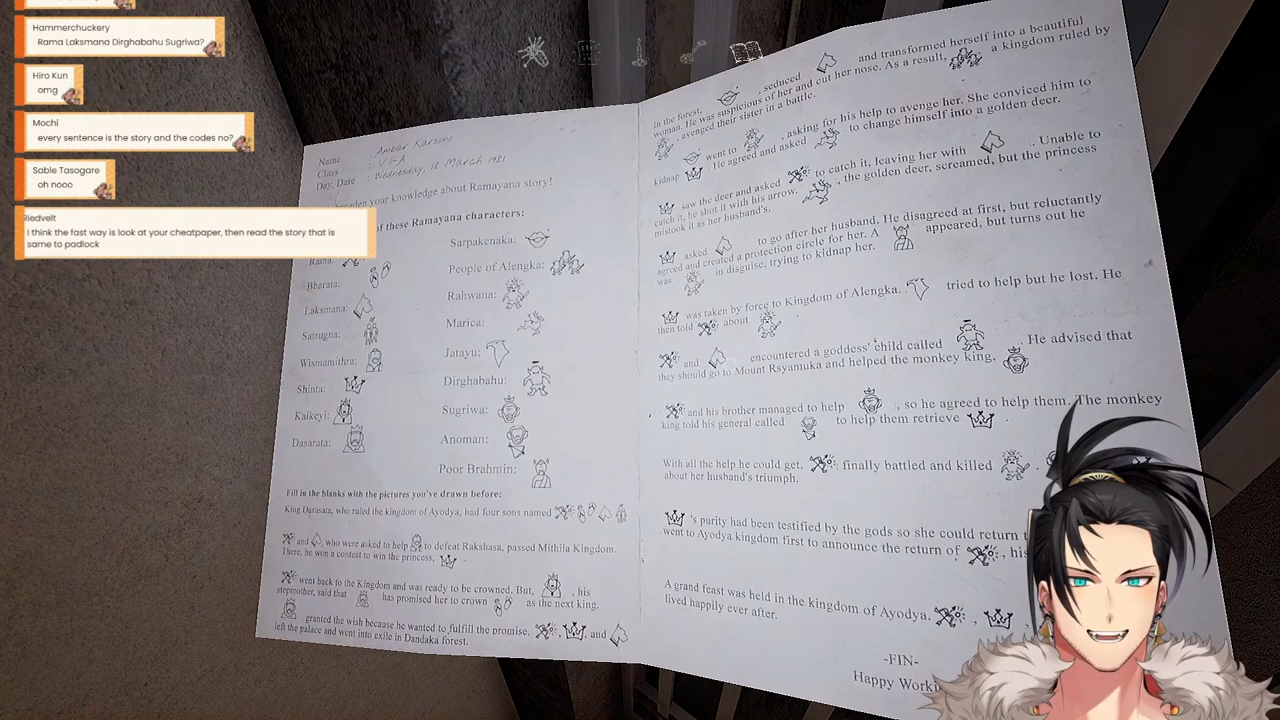 Hammerchuckery
Rama Laksmana Dirghabahu Sugriwa?
Hiro Kun
omg
Mochi
every sentence is the story and the codes no?
Sable Tasogare
oh nooo
Riedvelt
I think the fast way is look at your cheatpaper, then read the story that is
same to padlock
Name : Ambar Karsono
Class : VI-A
Day, Date : Wednesday, 18 March 1981
broaden your knowledge about Ramayana story!
of these Ramayana characters:
Rama:
Bharata:
Laksmana:
Satrugna:
Wismamithra:
Shinta:
Kaikeyi:
Dasarata:
Sarpakenaka:
People of Alengka:
Rahwana:
Marica:
Jatayu:
Dirghabahu:
Sugriwa:
Anoman:
Poor Brahmin:
Fill in the blanks with the pictures you've drawn before:
King Darasata, who ruled the kingdom of Ayodya, had four sons named
and , who were asked to help to defeat Rakshasa, passed Mithila Kingdom.
There, he won a contest to win the princess, .
went back to the Kingdom and was ready to be crowned. But, , his
stepmother, said that has promised her to crown as the next king.
granted the wish because he wanted to fulfill the promise. , , and
left the palace and went into exile in Dandaka forest.
In the forest, , seduced and transformed herself into a beautiful
woman. He was suspicious of her and cut her nose. As a result, a kingdom ruled by
avenged their sister in a battle.
went to , asking for his help to avenge her. She conviced him to
kidnap . He agreed and asked to change himself into a golden deer.
saw the deer and asked to catch it, leaving her with . Unable to
catch it, he shot it with his arrow. , the golden deer, screamed, but the princess
mistook it as her husband's.
asked to go after her husband. He disagreed at first, but reluctantly
agreed and created a protection circle for her. A appeared, but turns out he
was in disguise, trying to kidnap her.
was taken by force to Kingdom of Alengka. tried to help but he lost. He
then told about
and encountered a goddess' child called . He advised that
they should go to Mount Rsyamuka and helped the monkey king,
and his brother managed to help , so he agreed to help them. The monkey
king told his general called to help them retrieve .
With all the help he could get, finally battled and killed
about her husband's triumph.
's purity had been testified by the gods so she could return
went to Ayodya kingdom first to announce the return of , his
A grand feast was held in the kingdom of Ayodya. ,
lived happily ever after.
-FIN-
Happy